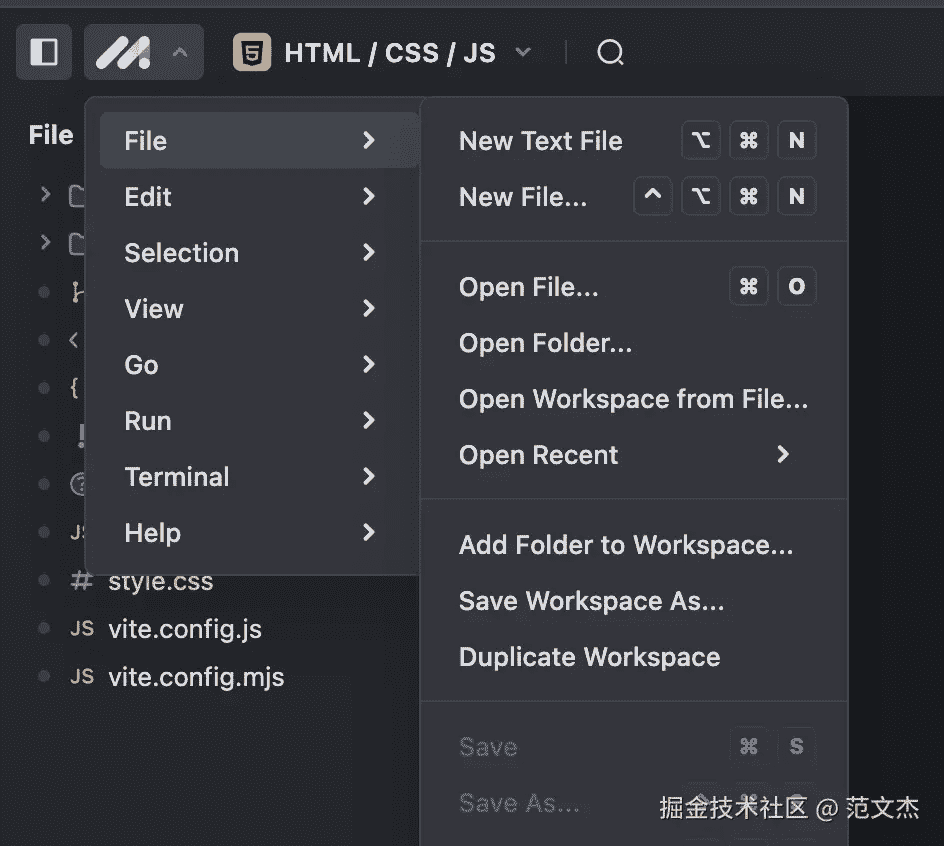 HTML / CSS / JS
File
File
Edit
Selection
View
Go
Run
Terminal
Help
New Text File ⌥ ⌘ N
New File... ^ ⌥ ⌘ N
Open File... ⌘ O
Open Folder...
Open Workspace from File...
Open Recent
Add Folder to Workspace...
Save Workspace As...
Duplicate Workspace
Save ⌘ S
Save As...
# style.css
JS vite.config.js
JS vite.config.mjs
掘金技术社区 @ 范文杰